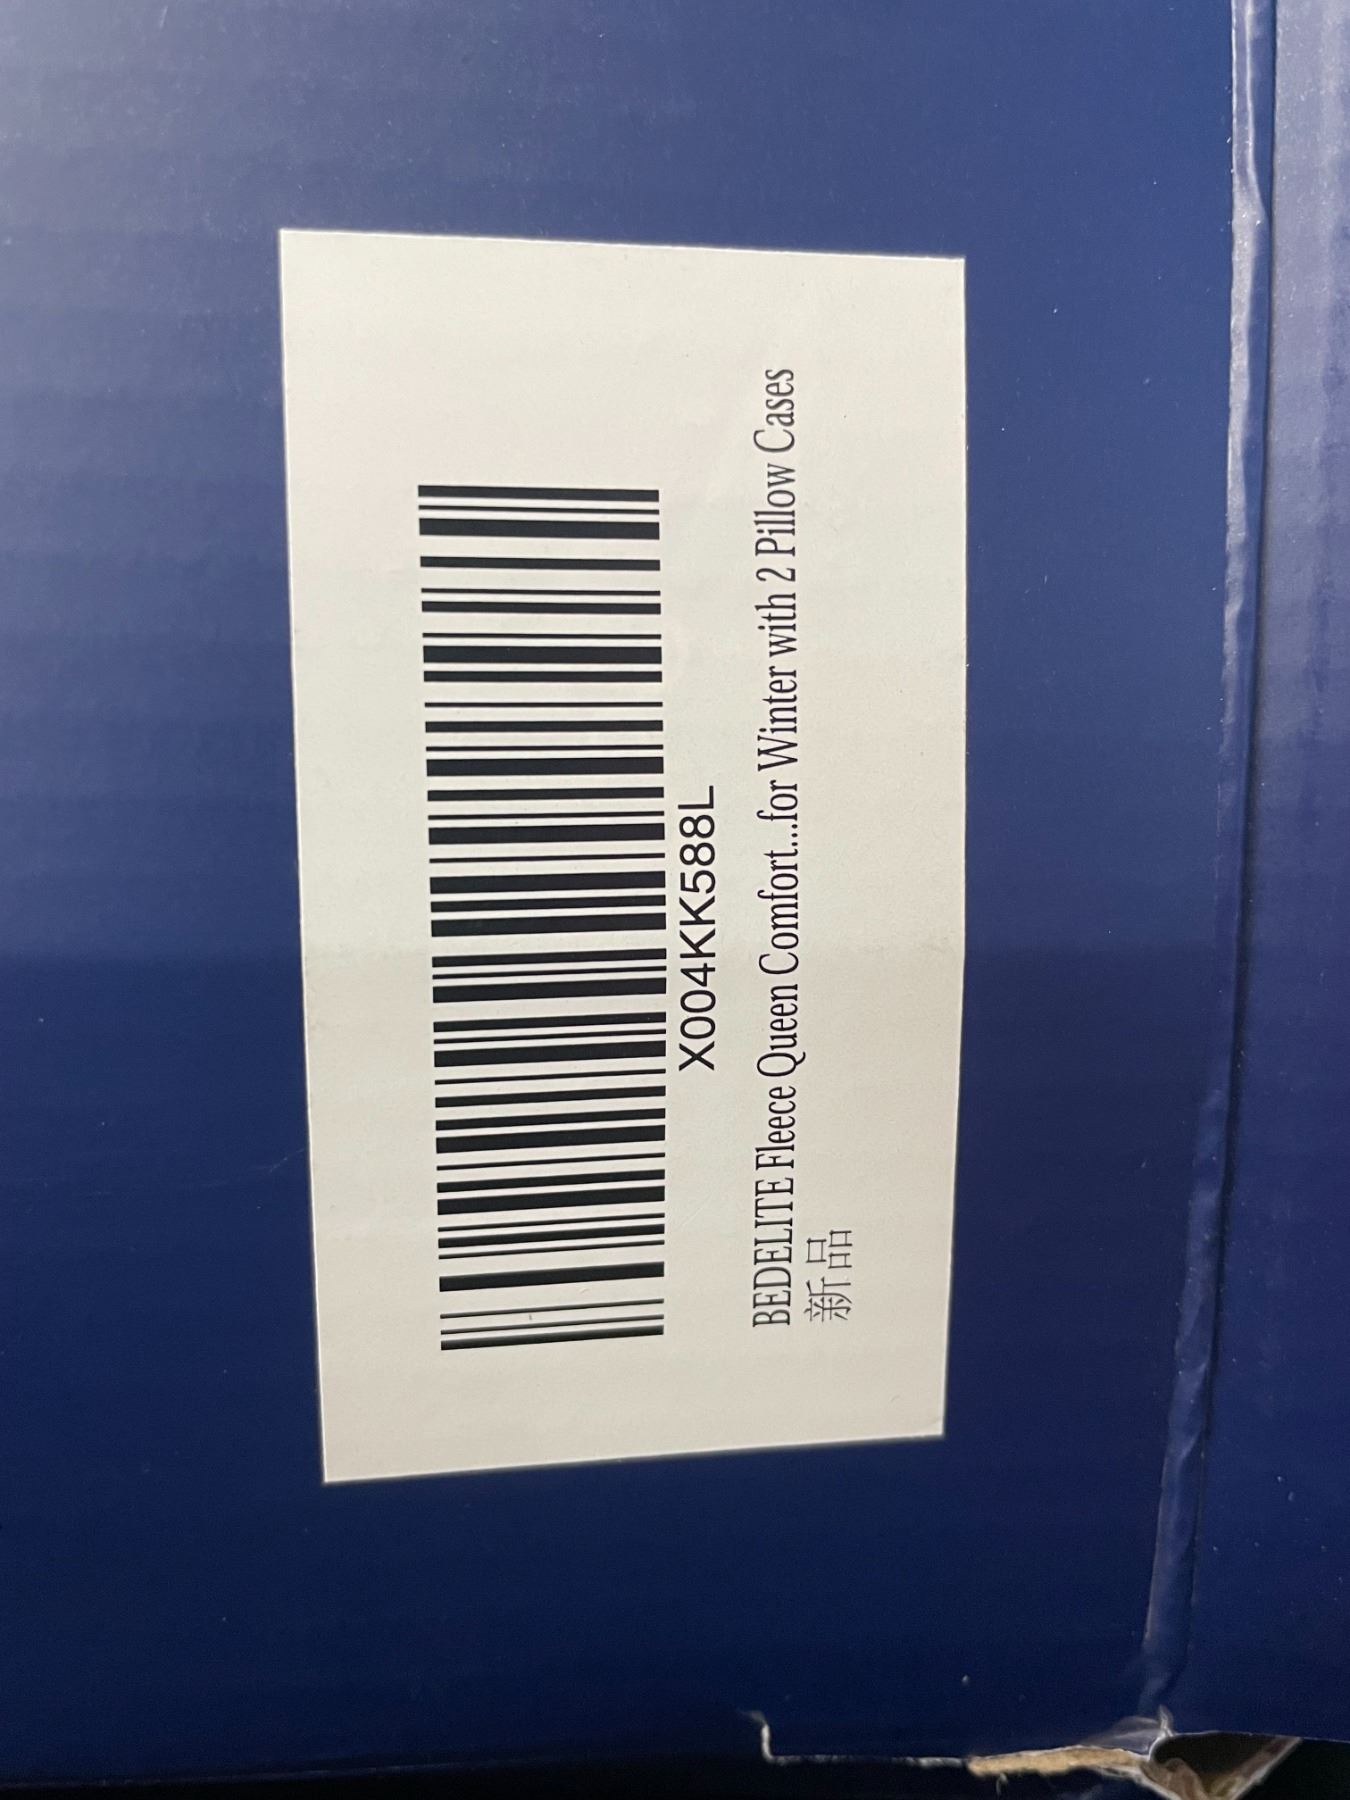 X004KK588L
BEDELITE Fleece Queen Comfort...for Winter with 2 Pillow Cases
新品